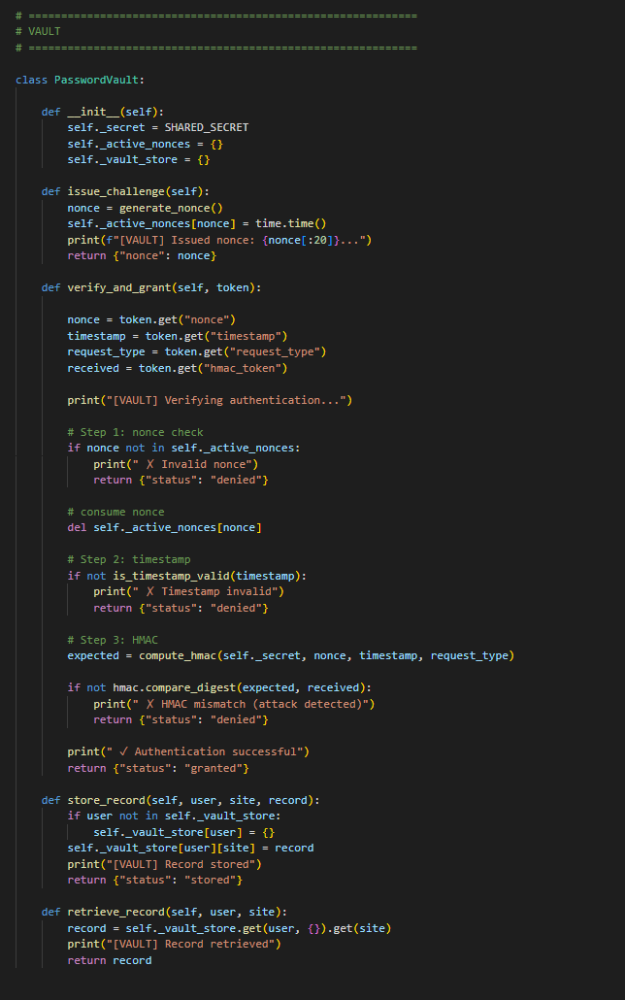 # ============================================================
# VAULT
# ============================================================
class PasswordVault:
    def __init__(self):
        self._secret = SHARED_SECRET
        self._active_nonces = {}
        self._vault_store = {}
    def issue_challenge(self):
        nonce = generate_nonce()
        self._active_nonces[nonce] = time.time()
        print(f"[VAULT] Issued nonce: {nonce[:20]}...")
        return {"nonce": nonce}
    def verify_and_grant(self, token):
        nonce = token.get("nonce")
        timestamp = token.get("timestamp")
        request_type = token.get("request_type")
        received = token.get("hmac_token")
        print("[VAULT] Verifying authentication...")
        # Step 1: nonce check
        if nonce not in self._active_nonces:
            print(" ✗ Invalid nonce")
            return {"status": "denied"}
        # consume nonce
        del self._active_nonces[nonce]
        # Step 2: timestamp
        if not is_timestamp_valid(timestamp):
            print(" ✗ Timestamp invalid")
            return {"status": "denied"}
        # Step 3: HMAC
        expected = compute_hmac(self._secret, nonce, timestamp, request_type)
        if not hmac.compare_digest(expected, received):
            print(" ✗ HMAC mismatch (attack detected)")
            return {"status": "denied"}
        print(" ✓ Authentication successful")
        return {"status": "granted"}
    def store_record(self, user, site, record):
        if user not in self._vault_store:
            self._vault_store[user] = {}
        self._vault_store[user][site] = record
        print("[VAULT] Record stored")
        return {"status": "stored"}
    def retrieve_record(self, user, site):
        record = self._vault_store.get(user, {}).get(site)
        print("[VAULT] Record retrieved")
        return record